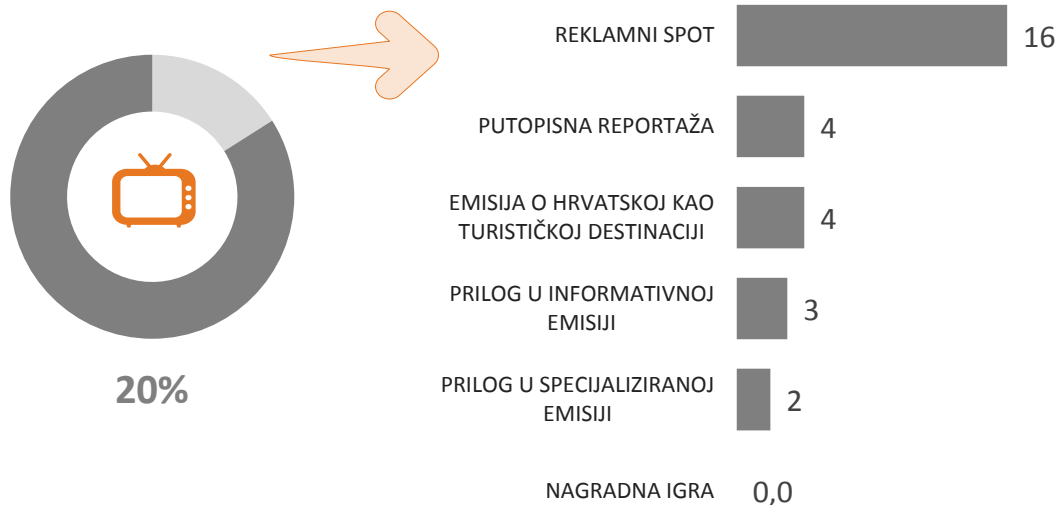 REKLAMNI SPOT
16
PUTOPISNA REPORTAŽA
4
EMISIJA O HRVATSKOJ KAO
TURISTIČKOJ DESTINACIJI
4
PRILOG U INFORMATIVNOJ
EMISIJI
3
20%
PRILOG U SPECIJALIZIRANOJ
EMISIJI
2
NAGRADNA IGRA
0,0